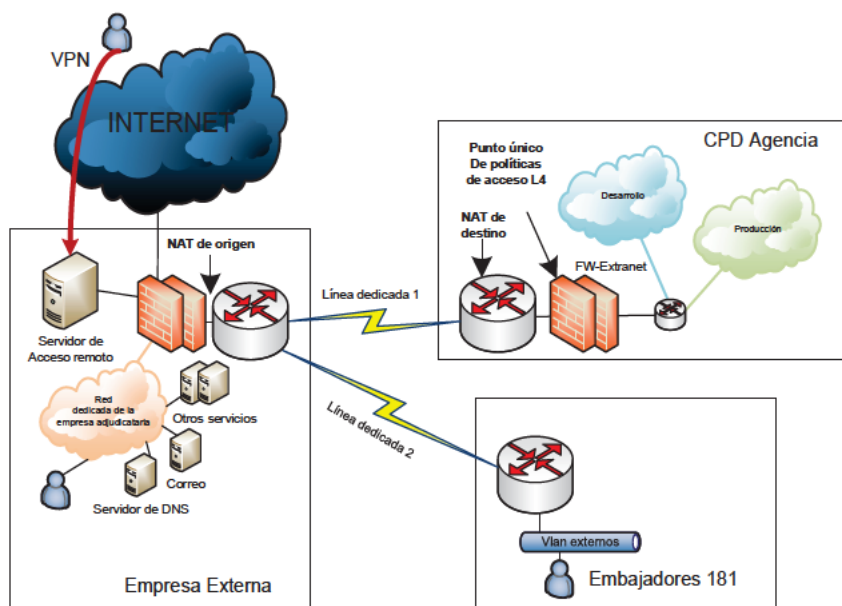 VPN
INTERNET
CPD Agencia
Punto único
De políticas
de acceso L4
Desarrollo
Producción
NAT de origen
NAT de
destino
FW-Extranet
Línea dedicada 1
Servidor de
Acceso remoto
Red
dedicada de la
empresa adjudicataria
Otros servicios
Línea dedicada 2
Correo
Servidor de DNS
Vlan externos
Empresa Externa
Embajadores 181